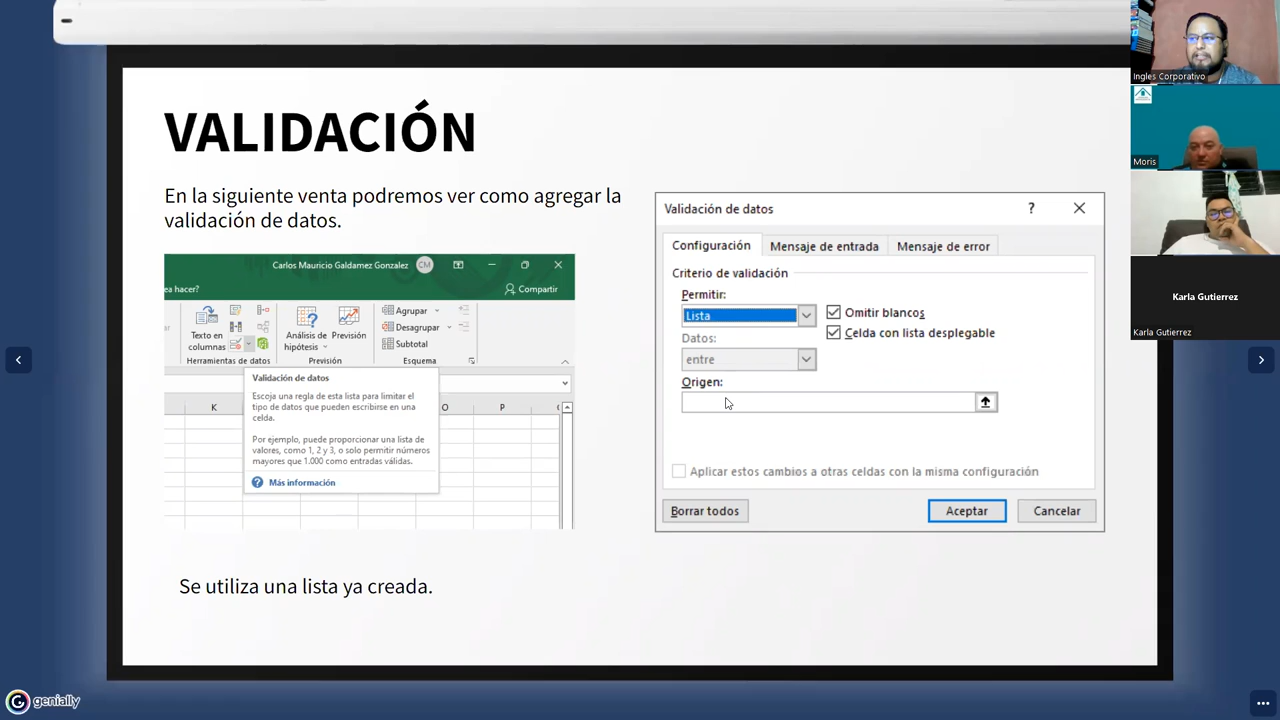 VALIDACIÓN
En la siguiente venta podremos ver como agregar la
validación de datos.
Carlos Mauricio Galdamez Gonzalez CM
ea hacer?
Compartir
Texto en
columnas
Herramientas de datos
Análisis de
hipótesis
Previsión
Previsión
Agrupar
Desagrupar
Subtotal
Esquema
K O P
Validación de datos
Escoja una regla de esta lista para limitar el
tipo de datos que pueden escribirse en una
celda.
Por ejemplo, puede proporcionar una lista de
valores, como 1, 2 y 3, o solo permitir números
mayores que 1.000 como entradas válidas.
? Más información
Se utiliza una lista ya creada.
Validación de datos ?
Configuración Mensaje de entrada Mensaje de error
Criterio de validación
Permitir:
Lista
Omitir blancos
Celda con lista desplegable
Datos:
entre
Origen:
Aplicar estos cambios a otras celdas con la misma configuración
Borrar todos Aceptar Cancelar
Ingles Corporativo
Moris
Karla Gutierrez
Karla Gutierrez
genially